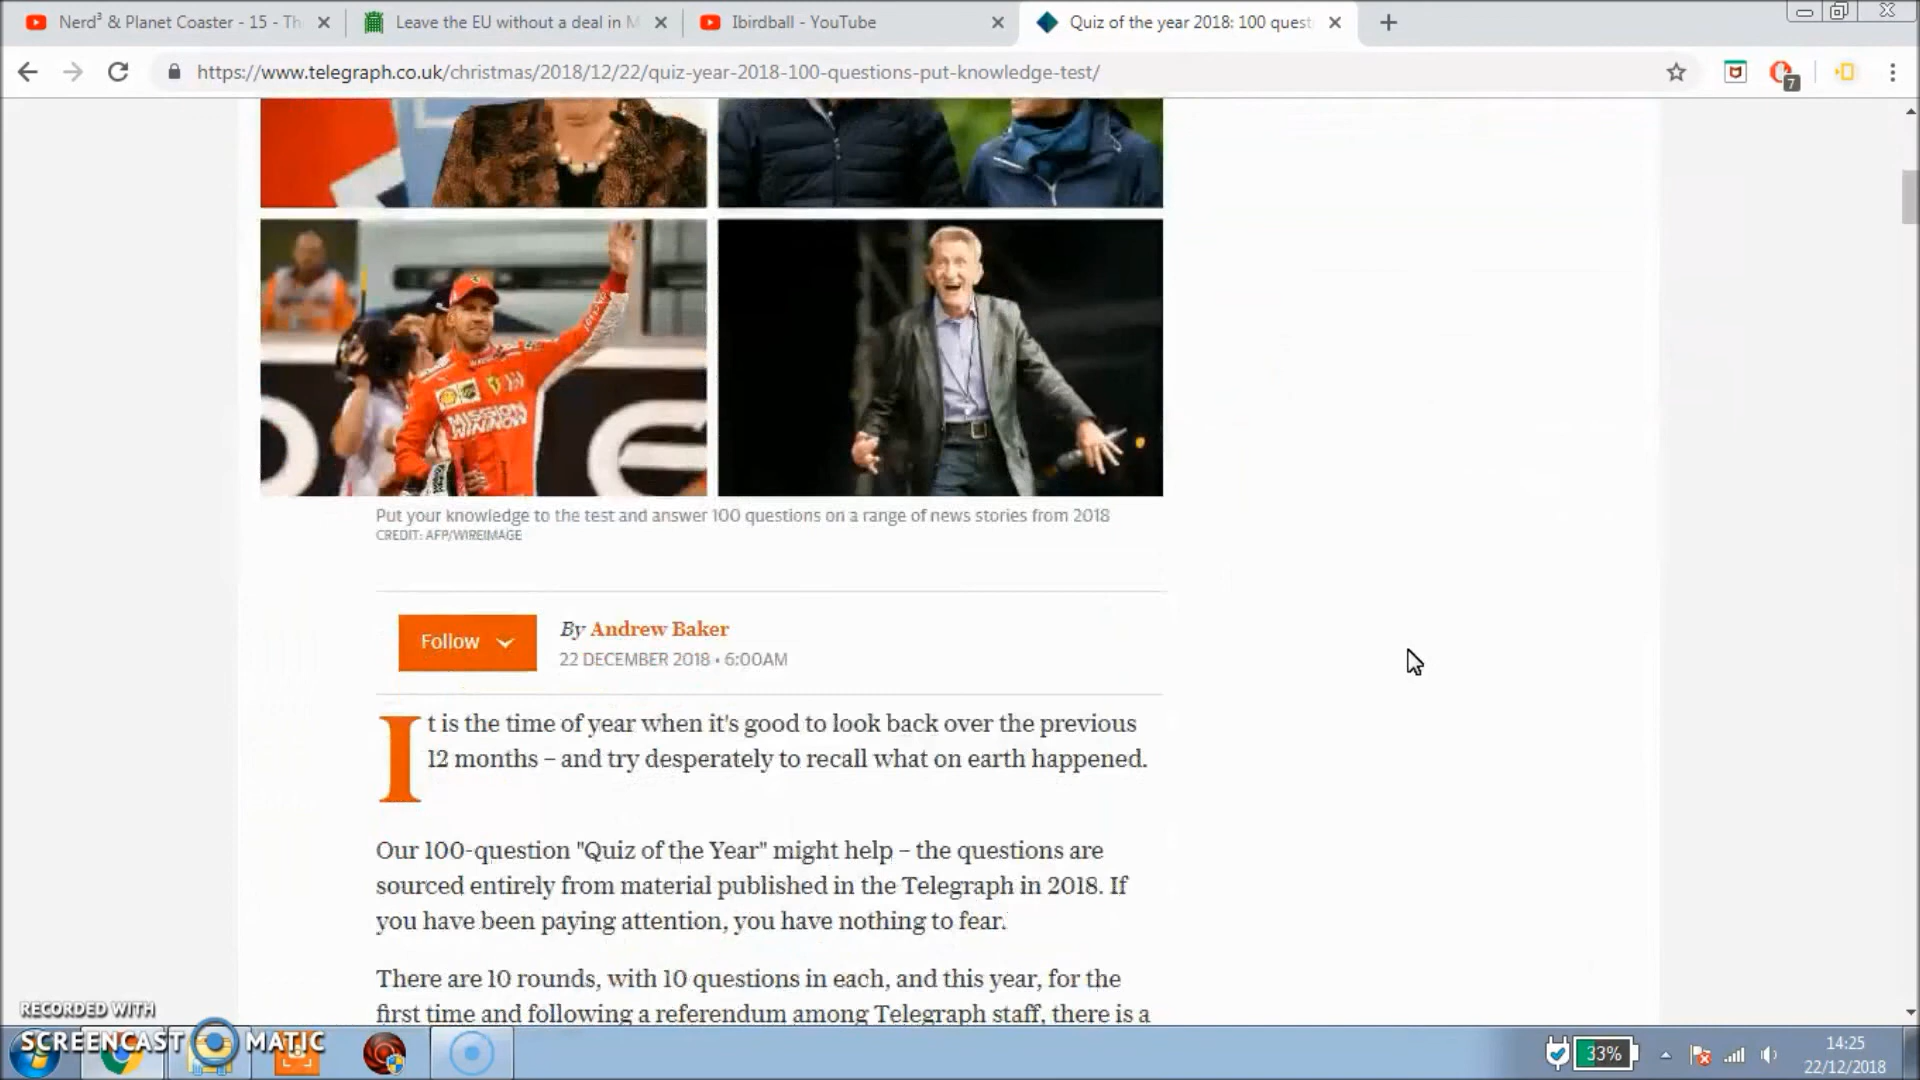 Nerd³ & Planet Coaster - 15 - Th
Leave the EU without a deal in M
Ibirdball - YouTube
Quiz of the year 2018: 100 quest
https://www.telegraph.co.uk/christmas/2018/12/22/quiz-year-2018-100-questions-put-knowledge-test/
7
MISSION
WINNOW
Put your knowledge to the test and answer 100 questions on a range of news stories from 2018
CREDIT: AFP/WIREIMAGE
Follow
By Andrew Baker
22 DECEMBER 2018 • 6:00AM
It is the time of year when it's good to look back over the previous
12 months – and try desperately to recall what on earth happened.
Our 100-question "Quiz of the Year" might help – the questions are
sourced entirely from material published in the Telegraph in 2018. If
you have been paying attention, you have nothing to fear.
There are 10 rounds, with 10 questions in each, and this year, for the
first time and following a referendum among Telegraph staff, there is a
RECORDED WITH
SCREENCAST MATIC
33%
14:25
22/12/2018